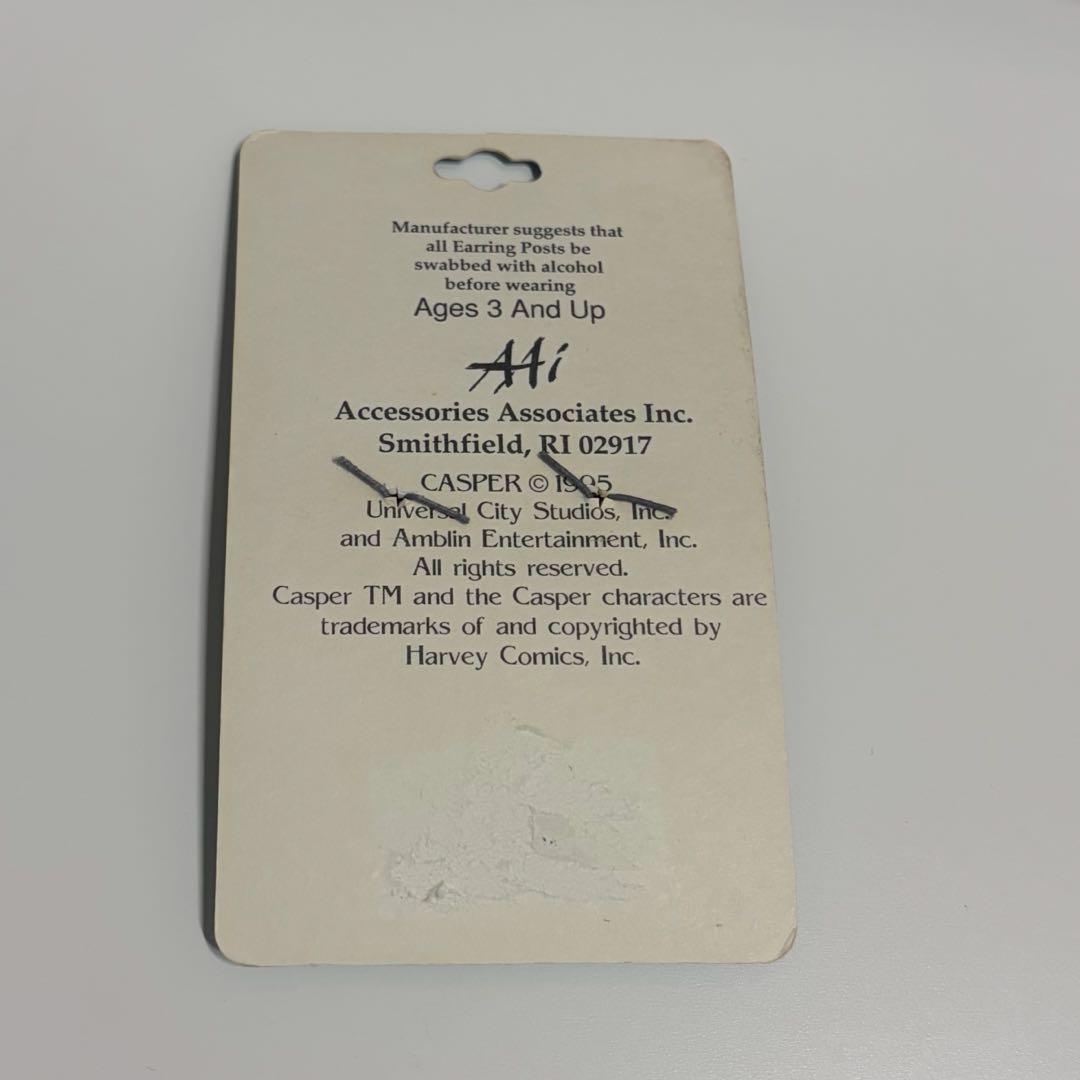 Manufacturer suggests that
all Earring Posts be
swabbed with alcohol
before wearing
Ages 3 And Up
AAi
Accessories Associates Inc.
Smithfield, RI 02917
CASPER © 1995
Universal City Studios, Inc.
and Amblin Entertainment, Inc.
All rights reserved.
Casper TM and the Casper characters are
trademarks of and copyrighted by
Harvey Comics, Inc.